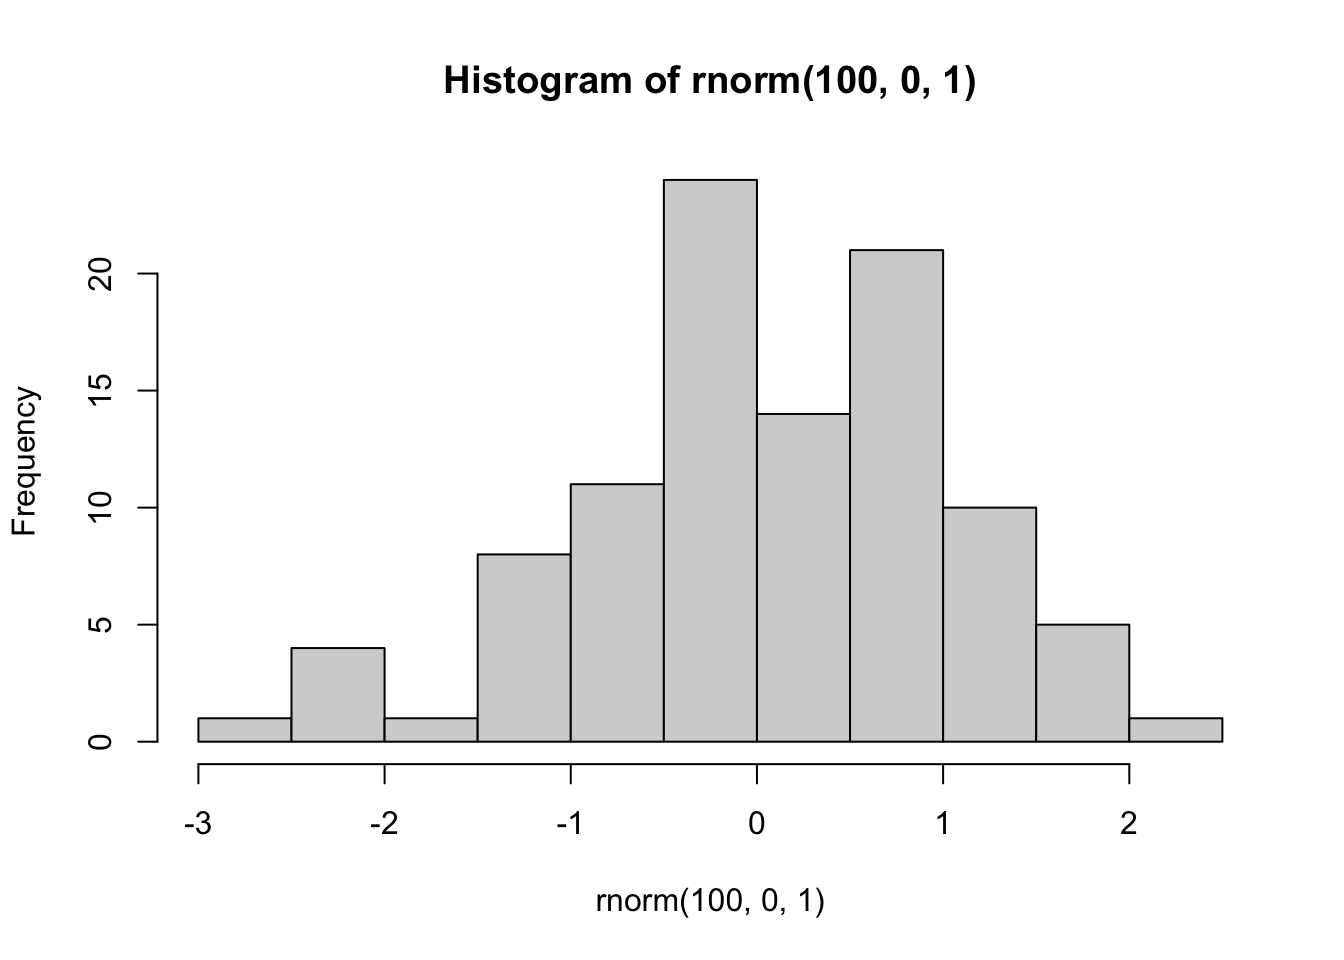 Histogram of rnorm(100, 0, 1)
Frequency
20
15
10
5
0
-3 -2 -1 0 1 2
rnorm(100, 0, 1)